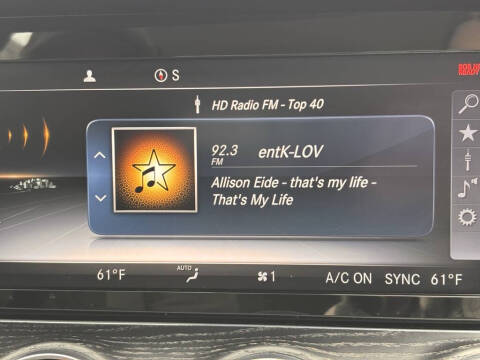 S
HD Radio FM - Top 40
92.3
FM
entK-LOV
Allison Eide - that's my life -
That's My Life
61°F
AUTO
1
A/C ON
SYNC
61°F